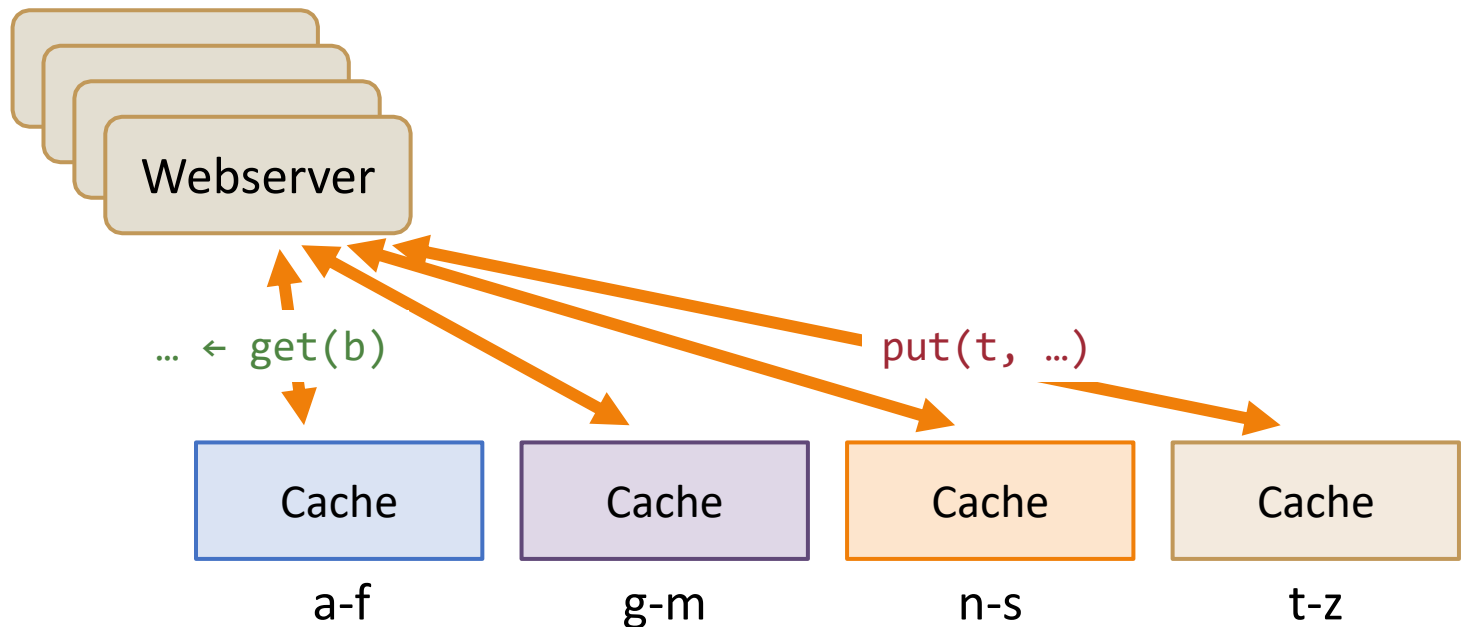 Webserver
… ← get(b)
put(t, …)
Cache
Cache
Cache
Cache
a-f
g-m
n-s
t-z